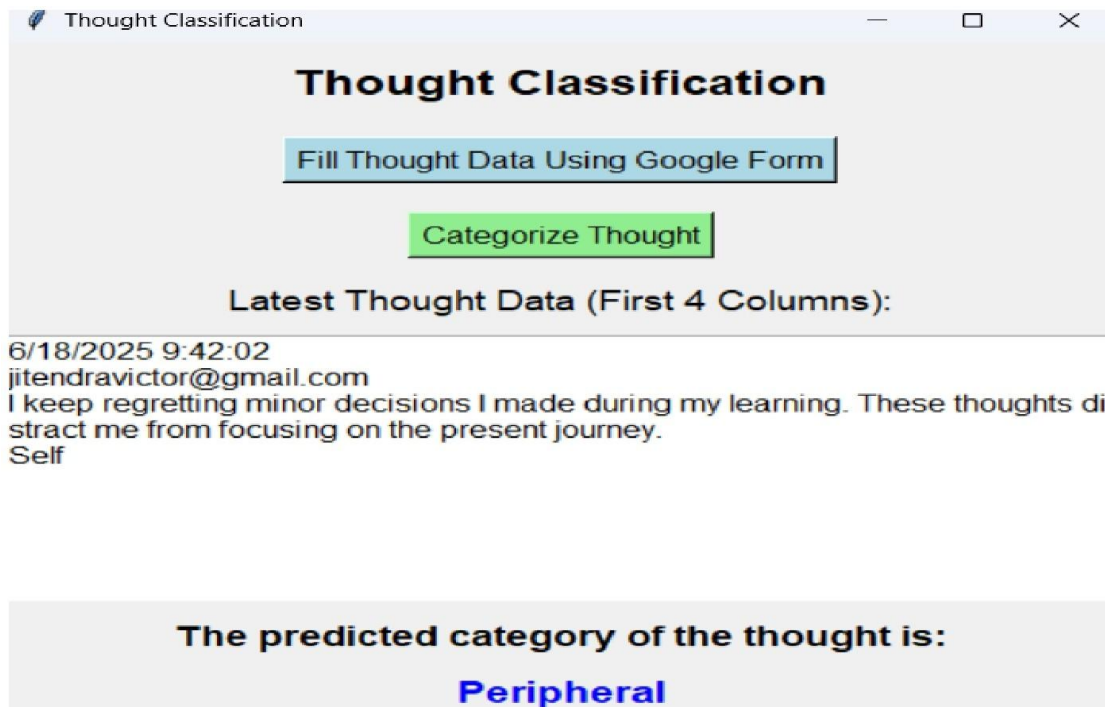 Thought Classification
Thought Classification
Fill Thought Data Using Google Form
Categorize Thought
Latest Thought Data (First 4 Columns):
6/18/2025 9:42:02
jitendravictor@gmail.com
I keep regretting minor decisions I made during my learning. These thoughts di
stract me from focusing on the present journey.
Self
The predicted category of the thought is:
Peripheral